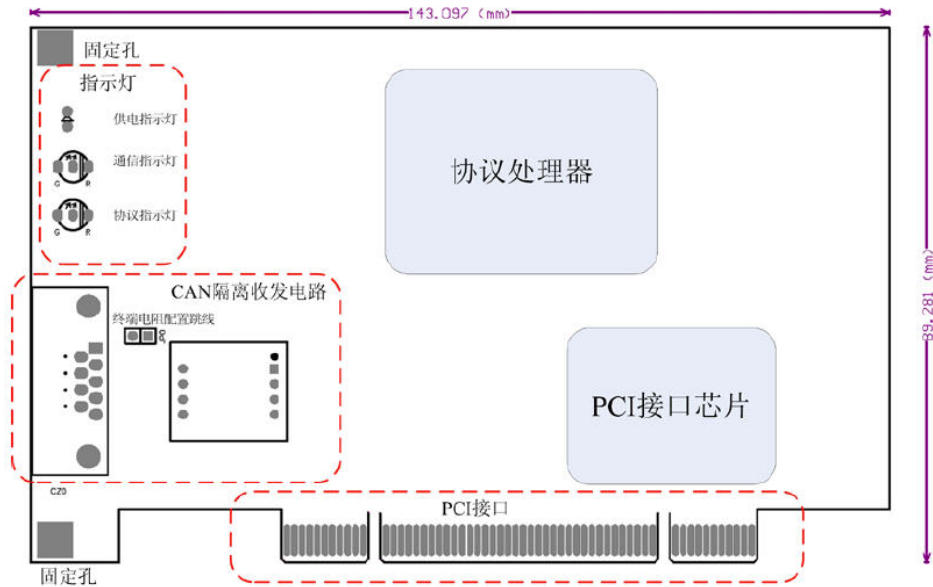 143.097 (mm)
固定孔
指示灯
供电指示灯
通信指示灯
G R
协议指示灯
G R
协议处理器
89.281 (mm)
CAN隔离收发电路
终端电阻配置跳线
JP0
PCI接口芯片
CZ0
PCI接口
固定孔